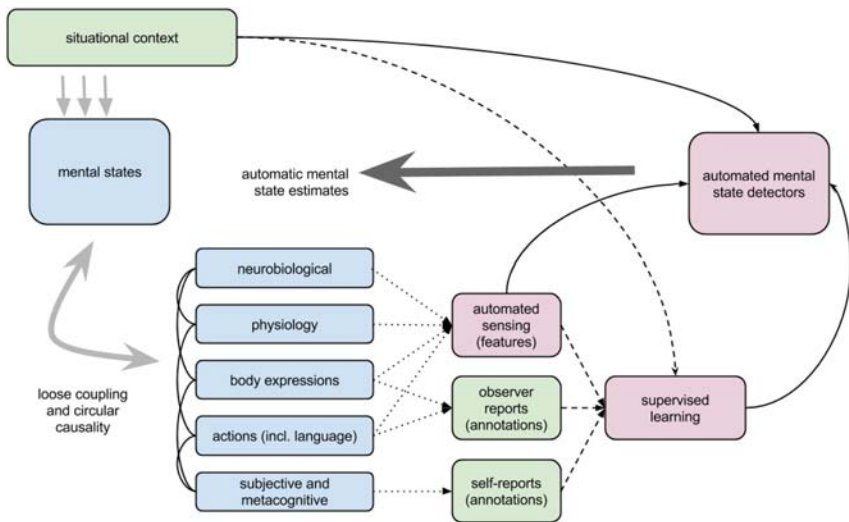 situational context
mental states
automatic mental
state estimates
automated mental
state detectors
neurobiological
physiology
body expressions
actions (incl. language)
subjective and
metacognitive
loose coupling
and circular
causality
automated
sensing
(features)
observer
reports
(annotations)
self-reports
(annotations)
supervised
learning